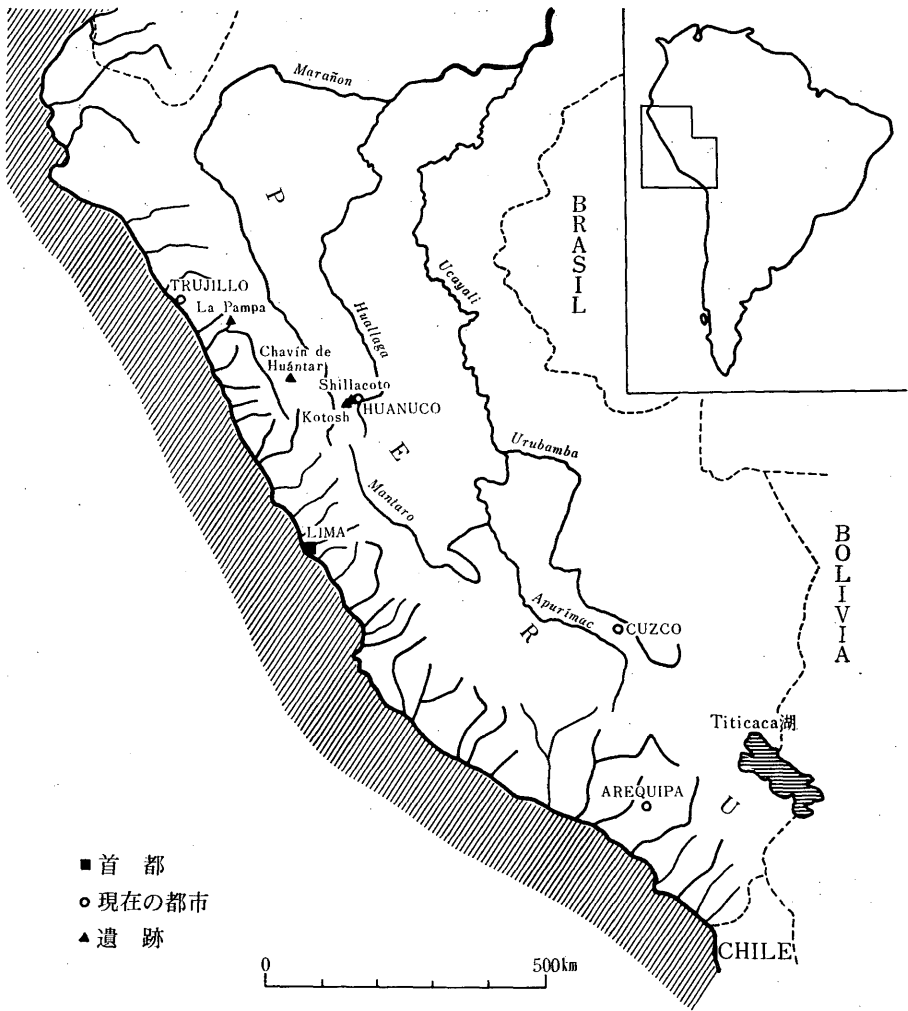 Marañon
P
E
R
U
BRASIL
Ucayali
Huallaga
TRUJILLO
La Pampa
Chavín de
Huántar
Shillacoto
Kotosh
HUANUCO
Urubamba
Mantaro
LIMA
BOLIVIA
Apurímac
CUZCO
Titicaca湖
AREQUIPA
CHILE
■ 首 都
○ 現在の都市
▲ 遺 跡
0 500km